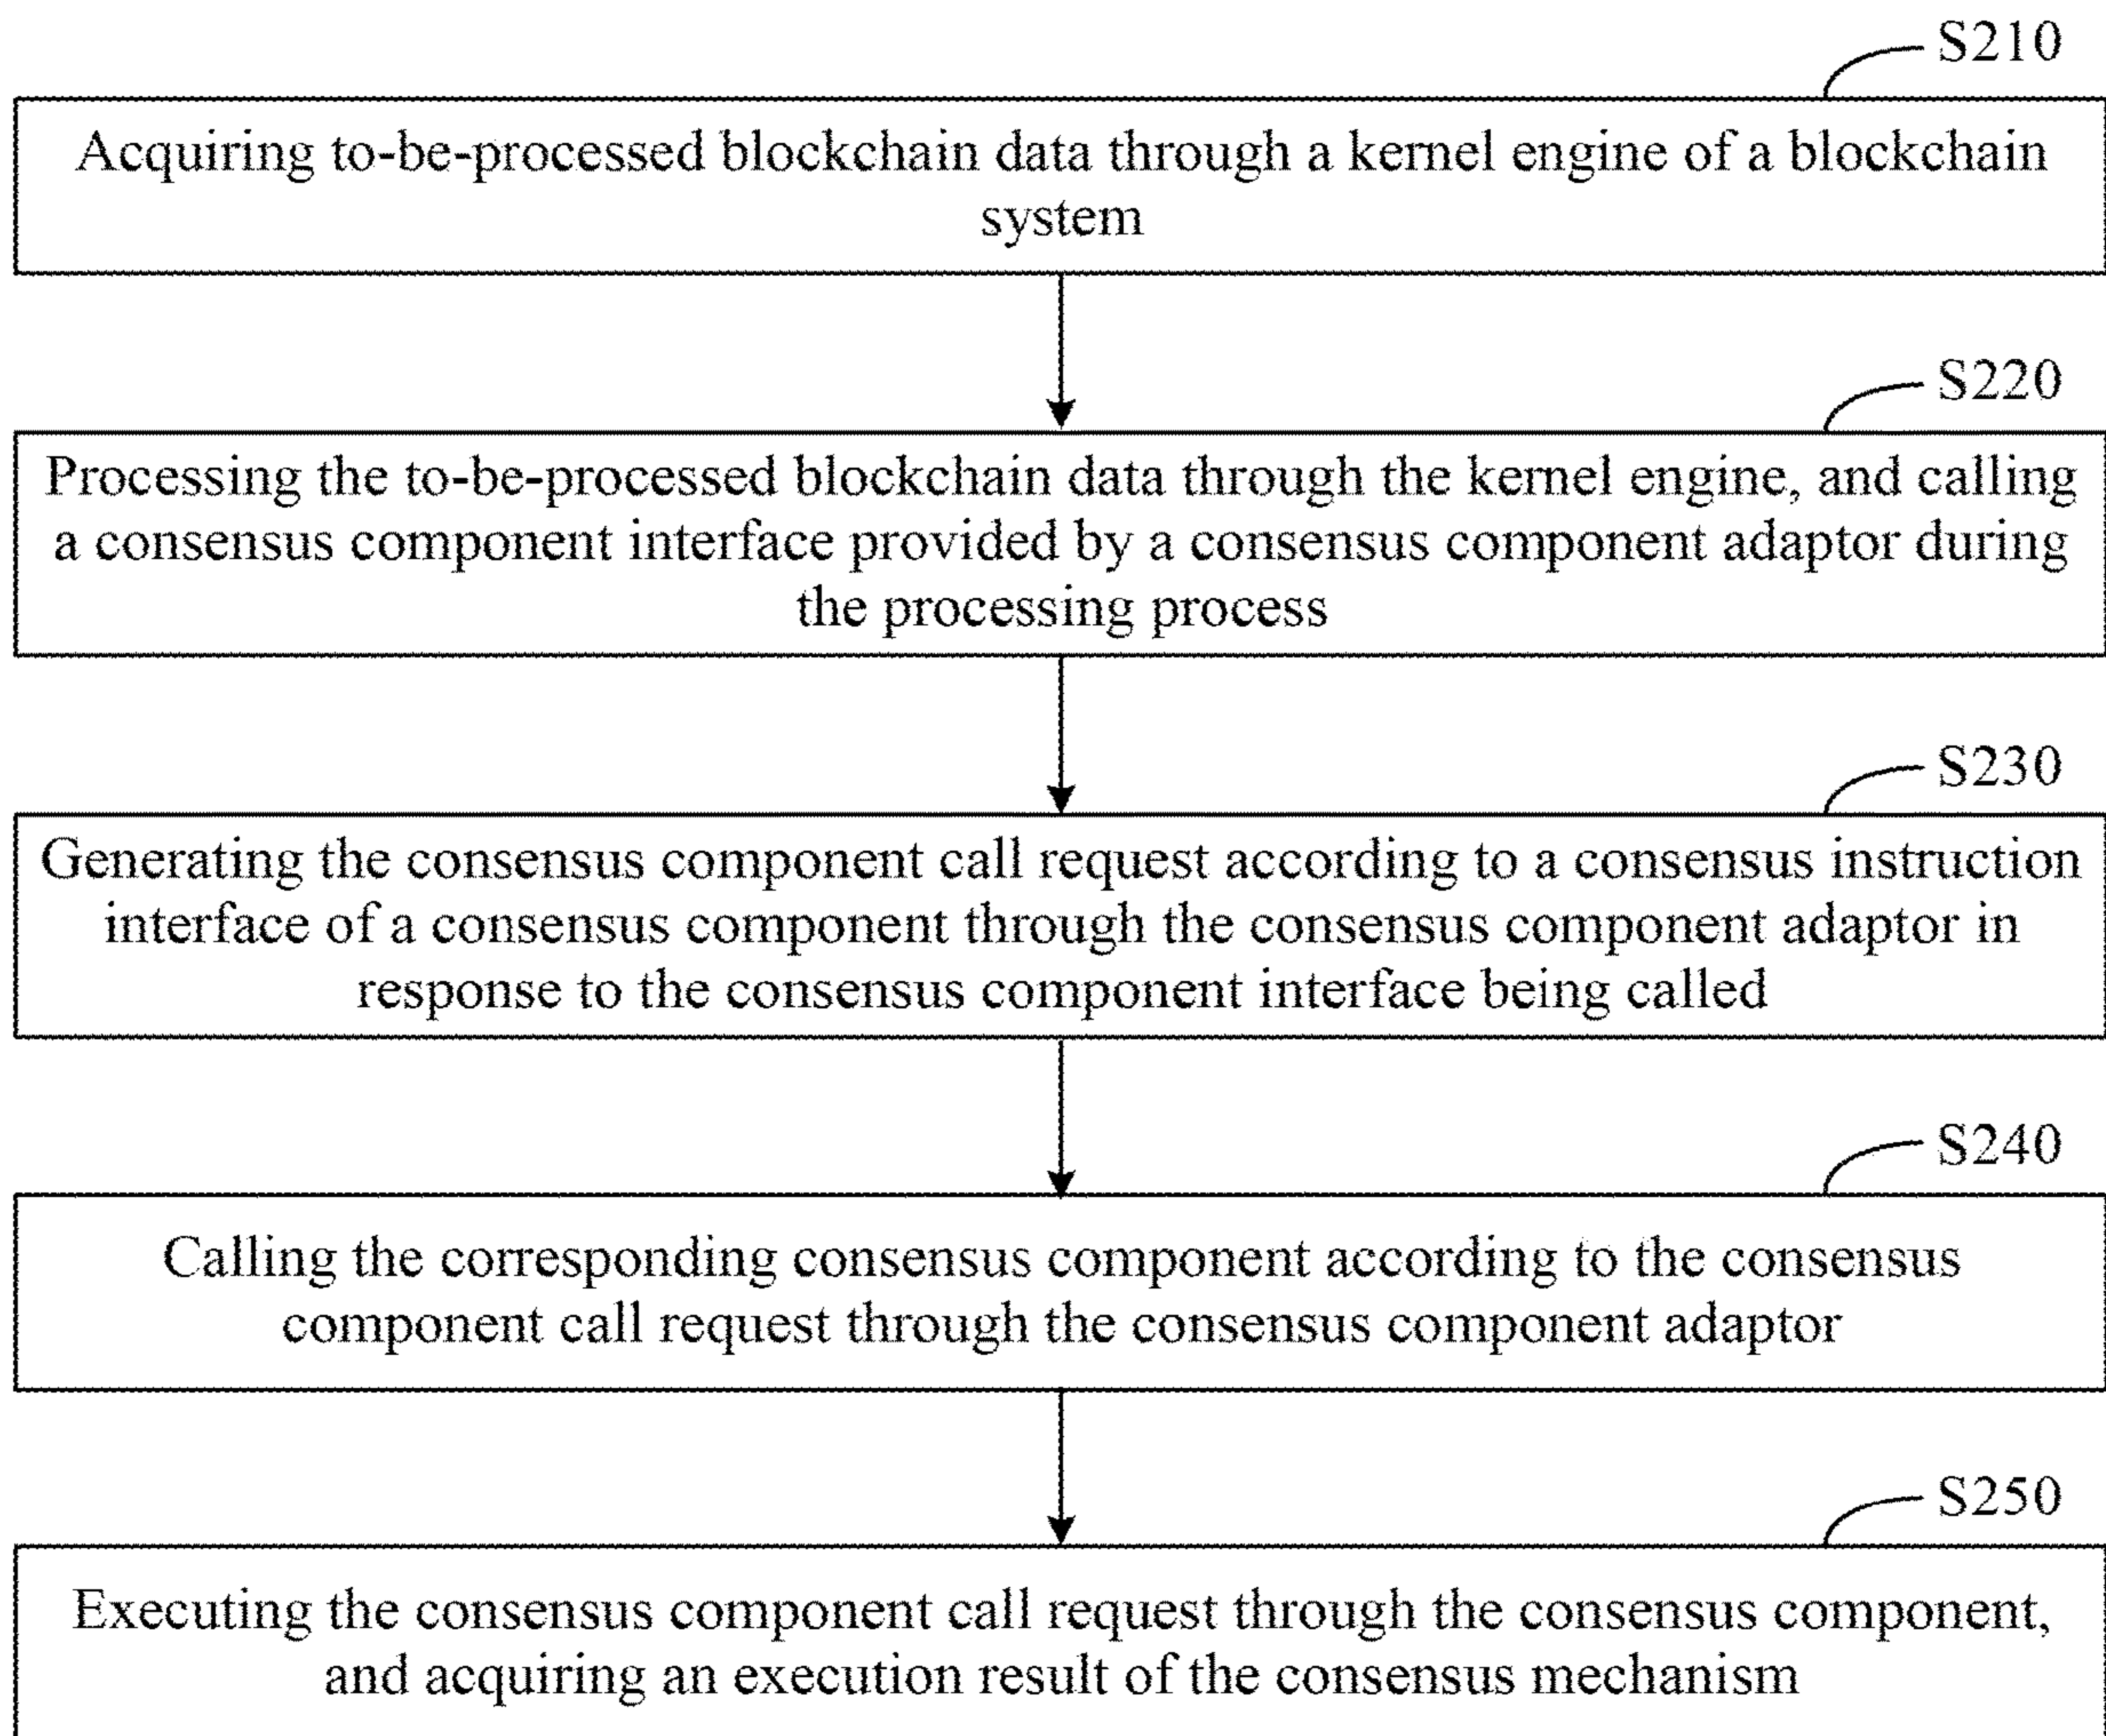 S210
Acquiring to-be-processed blockchain data through a kernel engine of a blockchain
system
S220
Processing the to-be-processed blockchain data through the kernel engine, and calling
a consensus component interface provided by a consensus component adaptor during
the processing process
S230
Generating the consensus component call request according to a consensus instruction
interface of a consensus component through the consensus component adaptor in
response to the consensus component interface being called
S240
Calling the corresponding consensus component according to the consensus
component call request through the consensus component adaptor
S250
Executing the consensus component call request through the consensus component,
and acquiring an execution result of the consensus mechanism